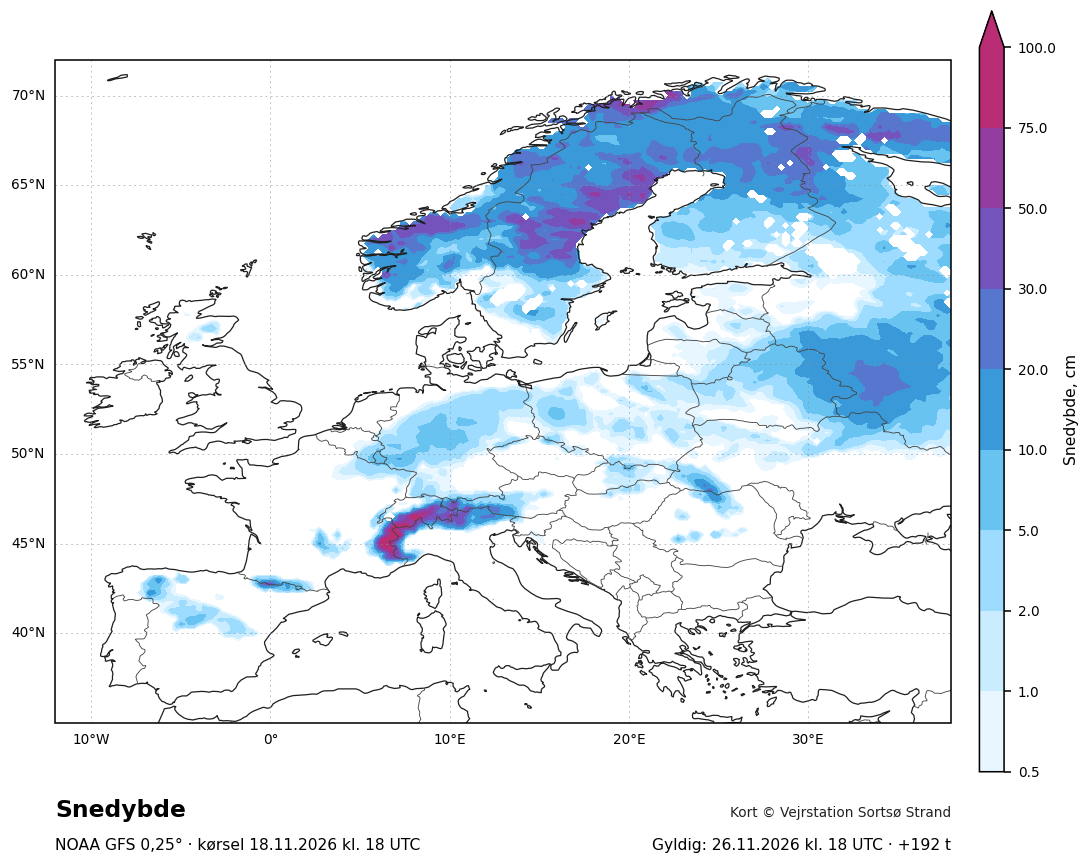 100.0
75.0
50.0
30.0
20.0
10.0
5.0
2.0
1.0
0.5
Snedybde, cm
70°N
65°N
60°N
55°N
50°N
45°N
40°N
10°W 0° 10°E 20°E 30°E
Snedybde
Kort © Vejrstation Sortsø Strand
NOAA GFS 0,25° · kørsel 18.11.2026 kl. 18 UTC
Gyldig: 26.11.2026 kl. 18 UTC · +192 t